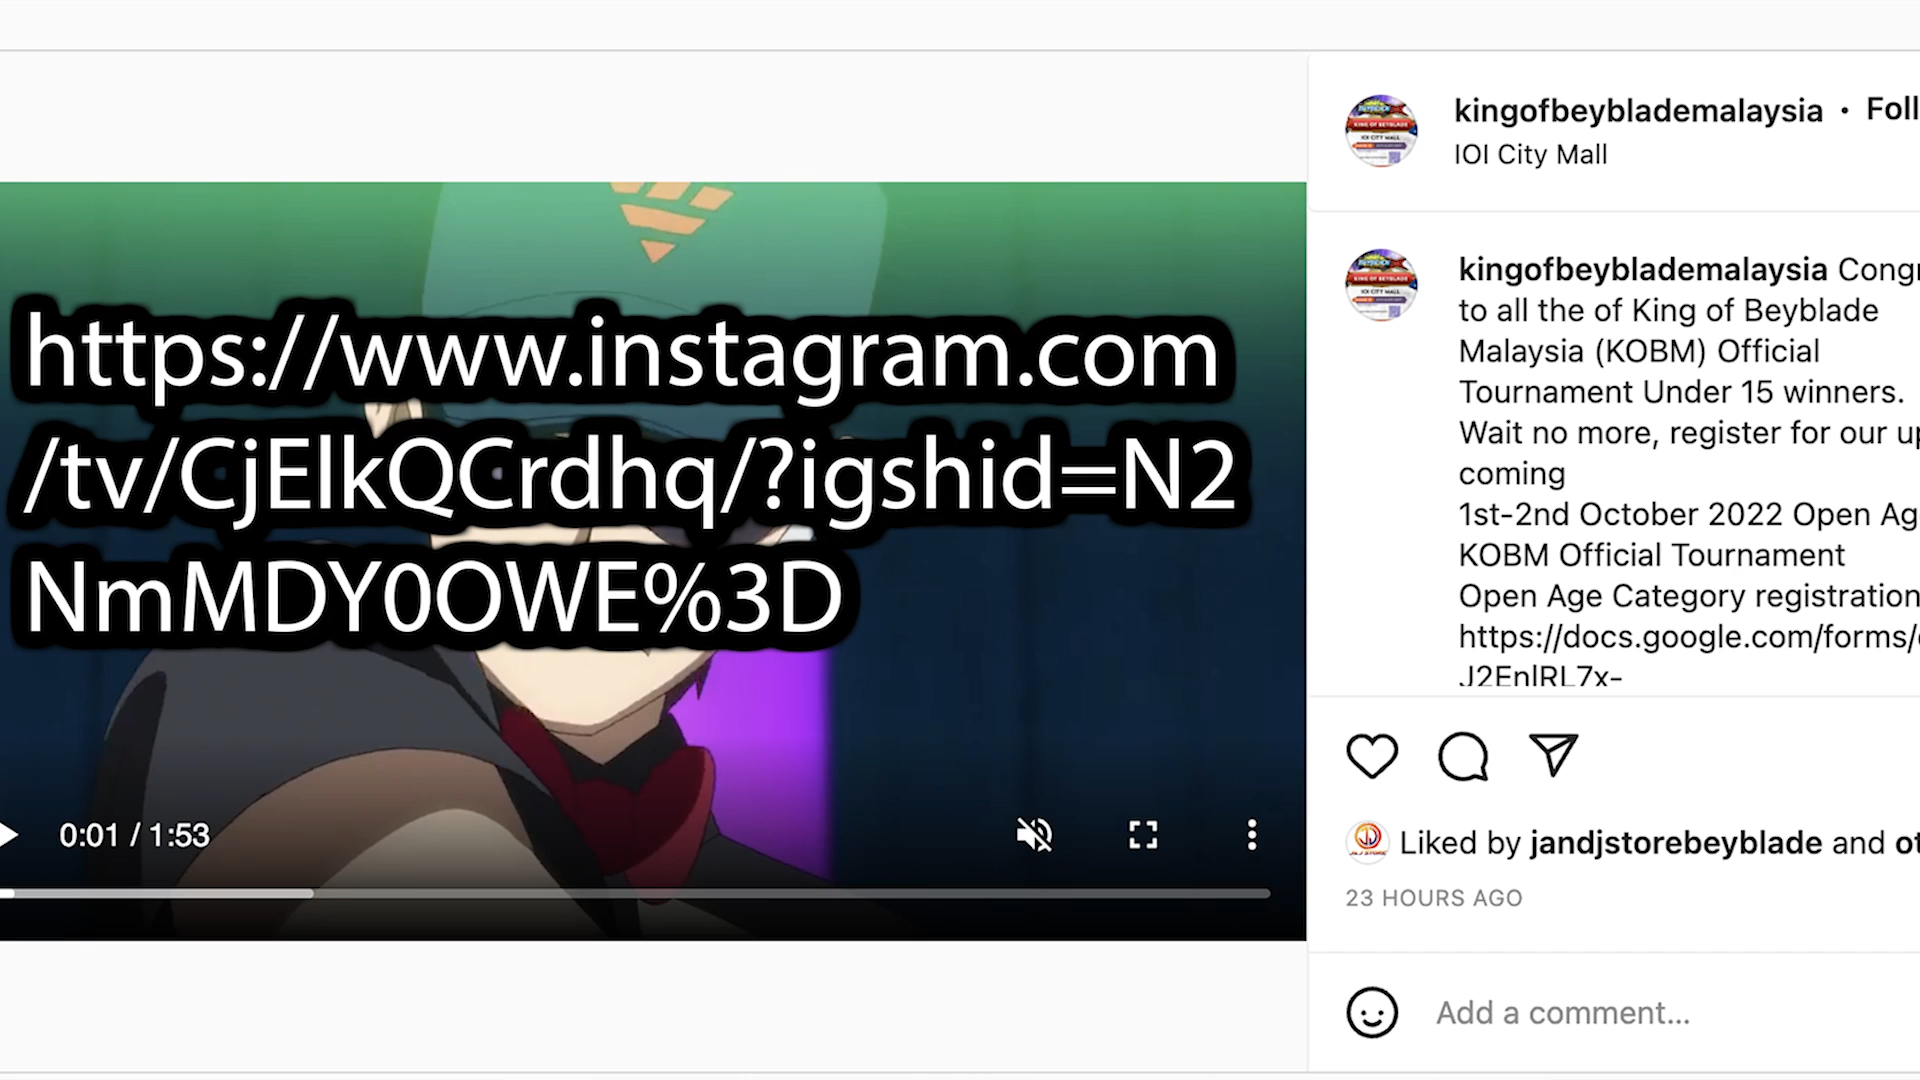 kingofbeyblademalaysia • Foll
IOI City Mall
https://www.instagram.com
/tv/CjElkQCrdhq/?igshid=N2
NmMDY0OWE%3D
kingofbeyblademalaysia Congr
to all the of King of Beyblade
Malaysia (KOBM) Official
Tournament Under 15 winners.
Wait no more, register for our up
coming
1st-2nd October 2022 Open Ag
KOBM Official Tournament
Open Age Category registration
https://docs.google.com/forms/
J2EnlRL7x-
0:01 / 1:53
Liked by jandjstorebeyblade and ot
23 HOURS AGO
Add a comment...